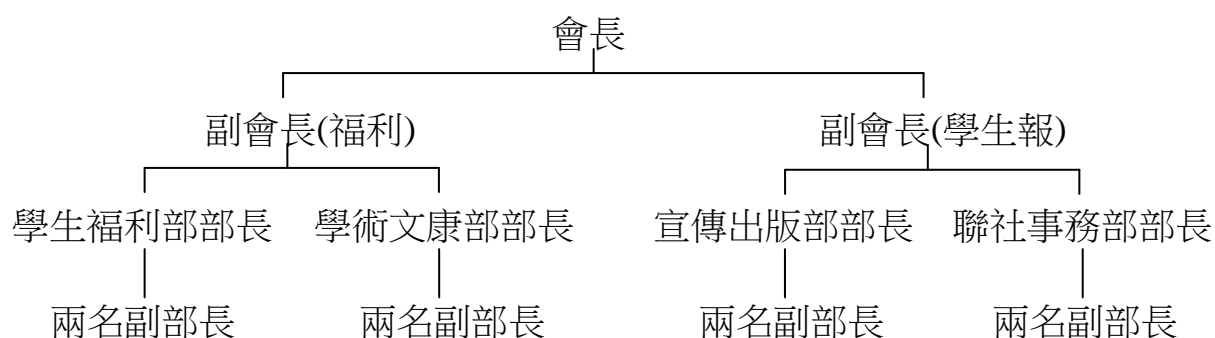 會長
副會長(福利) 副會長(學生報)
學生福利部部長 學術文康部部長 宣傳出版部部長 聯社事務部部長
兩名副部長 兩名副部長 兩名副部長 兩名副部長